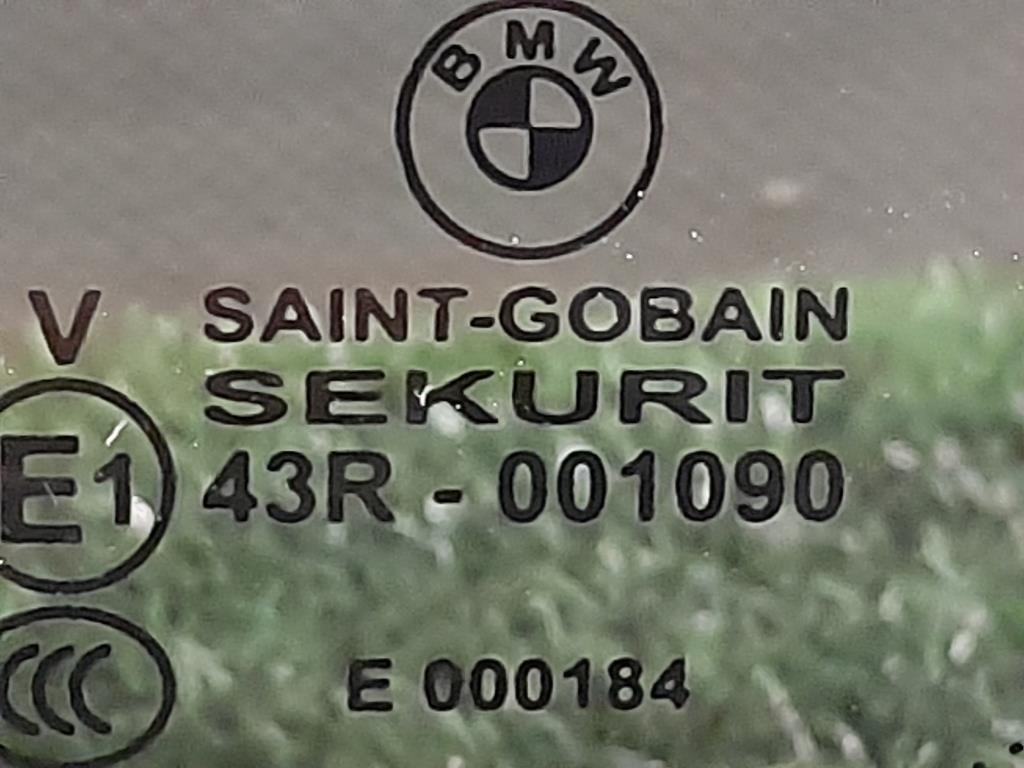 BMW
V SAINT-GOBAIN
SEKURIT
E1 43R - 001090
CCC E 000184